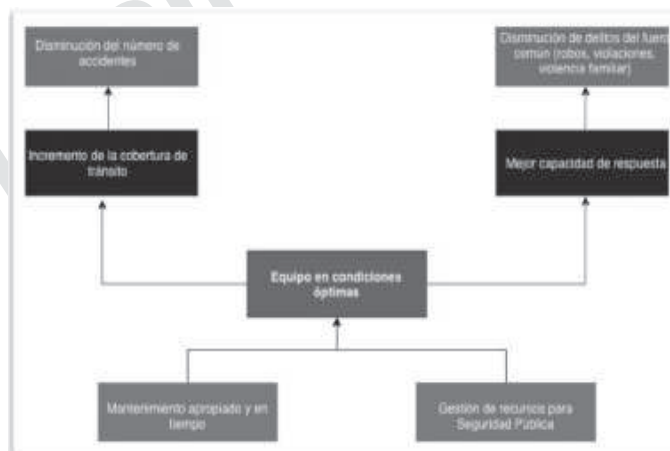 Disminución del número de
accidentes
Disminución de delitos del fuero
común (robos, violaciones,
violencia familiar)
Incremento de la cobertura de
tránsito
Mejor capacidad de respuesta
Equipo en condiciones
óptimas
Mantenimiento apropiado y en
tiempo
Gestión de recursos para
Seguridad Pública